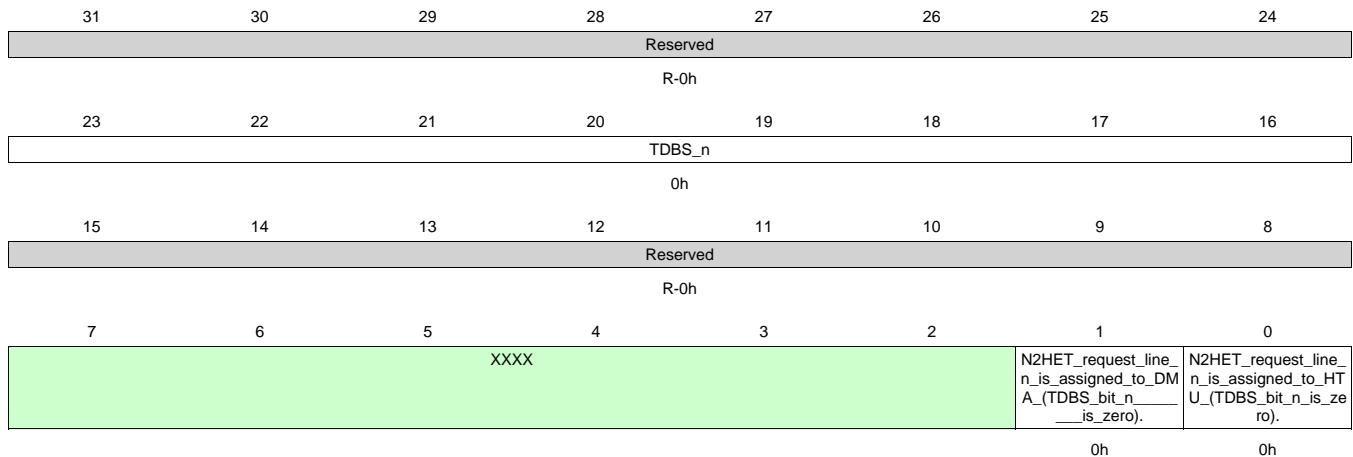 31 30 29 28 27 26 25 24
Reserved
R-0h
23 22 21 20 19 18 17 16
TDBS_n
0h
15 14 13 12 11 10 9 8
Reserved
R-0h
7 6 5 4 3 2 1 0
XXXX
N2HET_request_line_
n_is_assigned_to_DM
A_(TDBS_bit_n_____
___is_zero).
N2HET_request_line_
n_is_assigned_to_HT
U_(TDBS_bit_n_is_ze
ro).
0h 0h